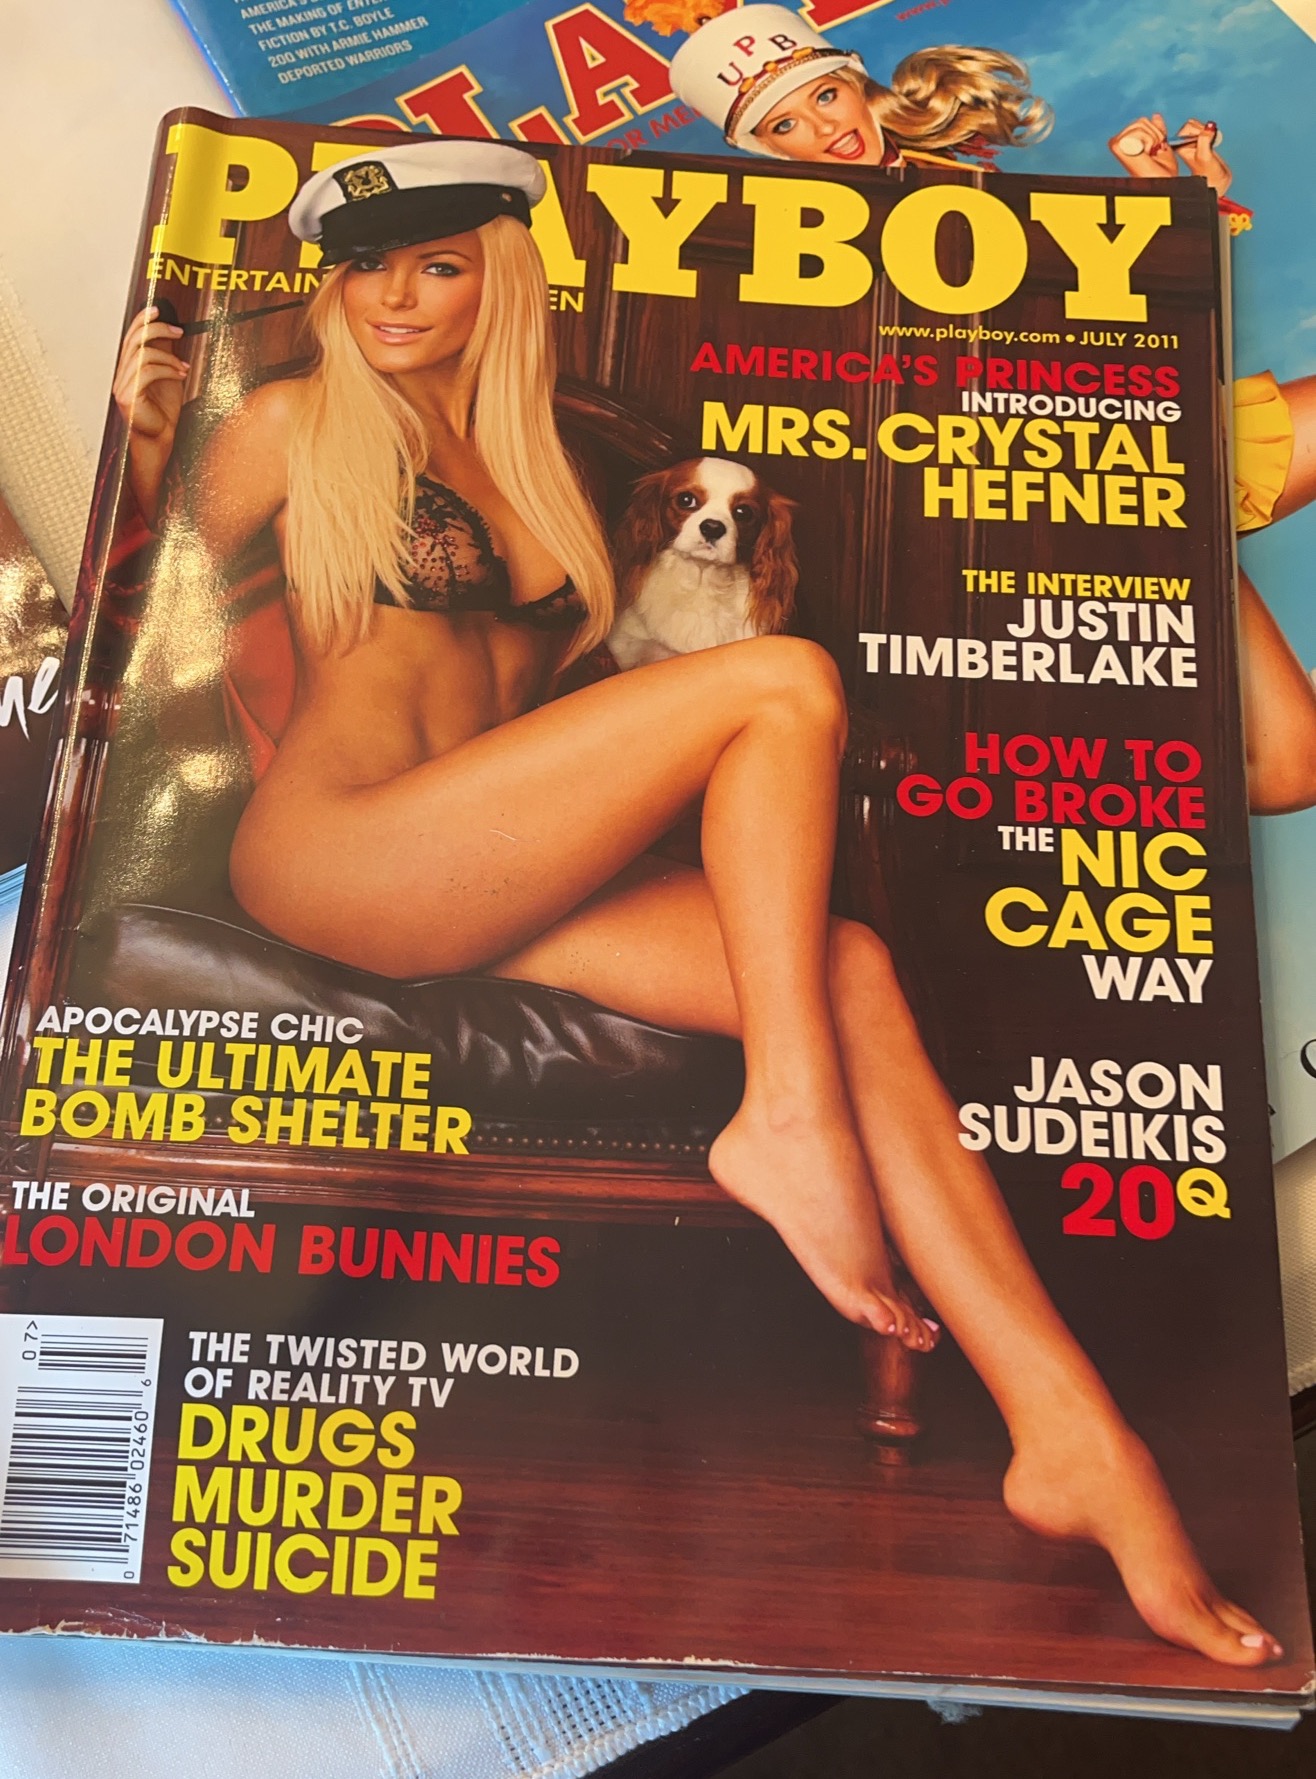 THE MAKING OF
FICTION BY T.C. BOYLE
20Q WITH ARMIE HAMMER
DEPORTED WARRIORS
UPB
PLAYBOY
www.playboy.com • JULY 2011
AMERICA'S PRINCESS
INTRODUCING
MRS. CRYSTAL
HEFNER
THE INTERVIEW
JUSTIN
TIMBERLAKE
HOW TO
GO BROKE
THE NIC
CAGE
WAY
JASON
SUDEIKIS
20Q
APOCALYPSE CHIC
THE ULTIMATE
BOMB SHELTER
THE ORIGINAL
LONDON BUNNIES
THE TWISTED WORLD
OF REALITY TV
DRUGS
MURDER
SUICIDE
07>
0 71486 02460 6